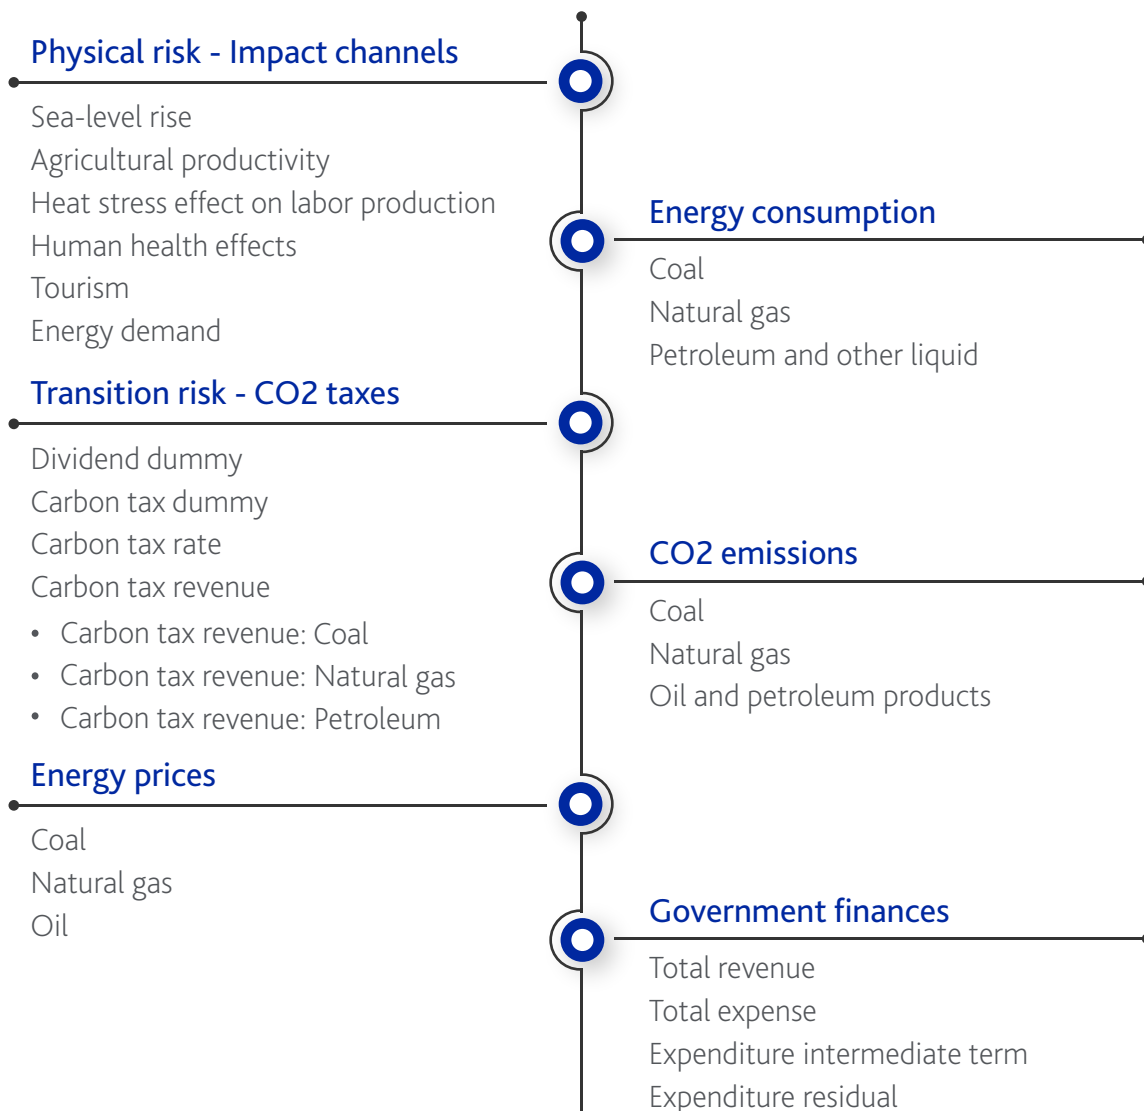 Physical risk - Impact channels
Sea-level rise
Agricultural productivity
Heat stress effect on labor production
Human health effects
Tourism
Energy demand
Energy consumption
Coal
Natural gas
Petroleum and other liquid
Transition risk - CO2 taxes
Dividend dummy
Carbon tax dummy
Carbon tax rate
Carbon tax revenue
• Carbon tax revenue: Coal
• Carbon tax revenue: Natural gas
• Carbon tax revenue: Petroleum
CO2 emissions
Coal
Natural gas
Oil and petroleum products
Energy prices
Coal
Natural gas
Oil
Government finances
Total revenue
Total expense
Expenditure intermediate term
Expenditure residual